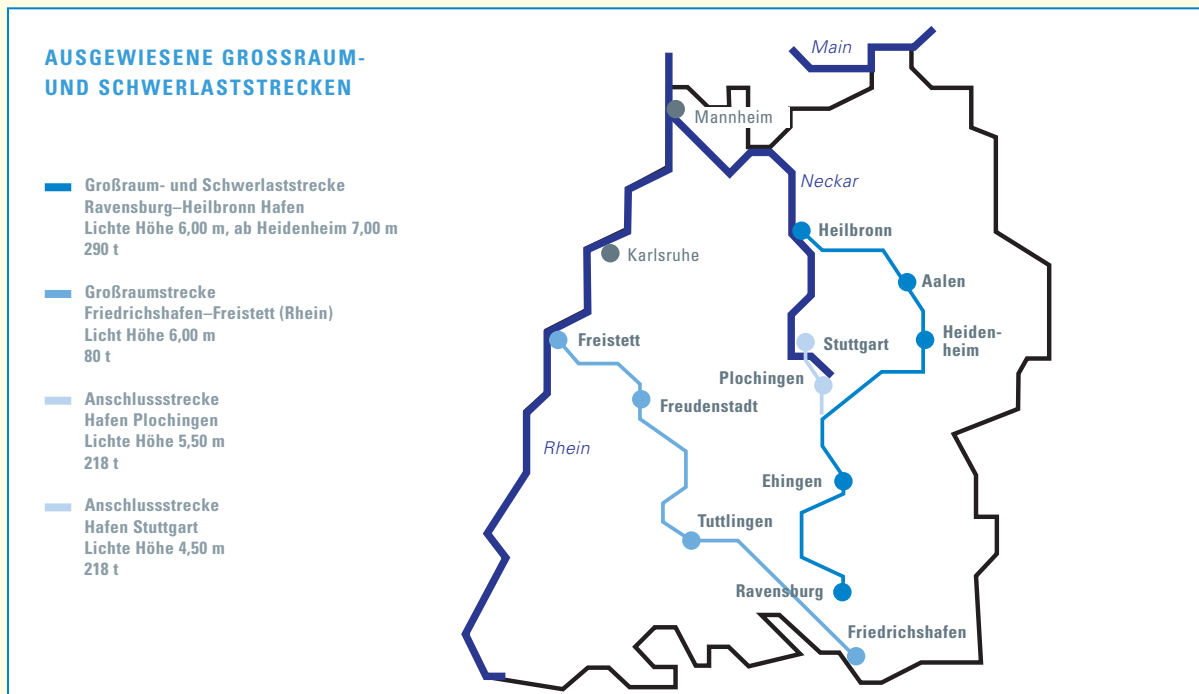 AUSGEWIESENE GROSSRAUM-
UND SCHWERLASTSTRECKEN
Großraum- und Schwerlaststrecke
Ravensburg–Heilbronn Hafen
Lichte Höhe 6,00 m, ab Heidenheim 7,00 m
290 t
Großraumstrecke
Friedrichshafen–Freistett (Rhein)
Licht Höhe 6,00 m
80 t
Anschlussstrecke
Hafen Plochingen
Lichte Höhe 5,50 m
218 t
Anschlussstrecke
Hafen Stuttgart
Lichte Höhe 4,50 m
218 t
Main
Mannheim
Neckar
Heilbronn
Karlsruhe
Aalen
Heiden-
heim
Freistett
Stuttgart
Plochingen
Freudenstadt
Rhein
Ehingen
Tuttlingen
Ravensburg
Friedrichshafen